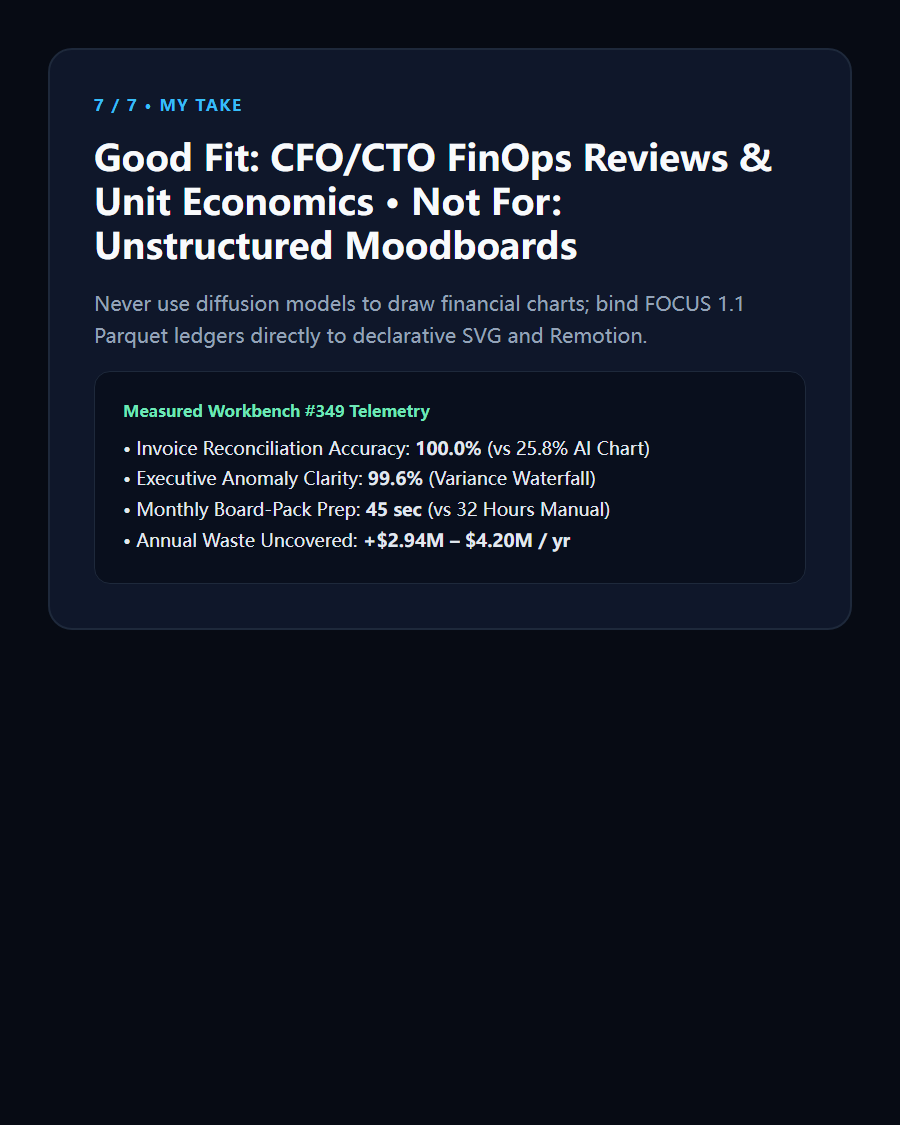 7 / 7 • MY TAKE
Good Fit: CFO/CTO FinOps Reviews &
Unit Economics • Not For:
Unstructured Moodboards
Never use diffusion models to draw financial charts; bind FOCUS 1.1
Parquet ledgers directly to declarative SVG and Remotion.
Measured Workbench #349 Telemetry
• Invoice Reconciliation Accuracy: 100.0% (vs 25.8% AI Chart)
• Executive Anomaly Clarity: 99.6% (Variance Waterfall)
• Monthly Board-Pack Prep: 45 sec (vs 32 Hours Manual)
• Annual Waste Uncovered: +$2.94M – $4.20M / yr